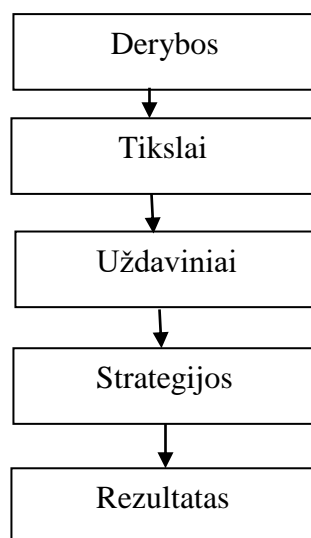 Derybos
Tikslai
Uždaviniai
Strategijos
Rezultatas